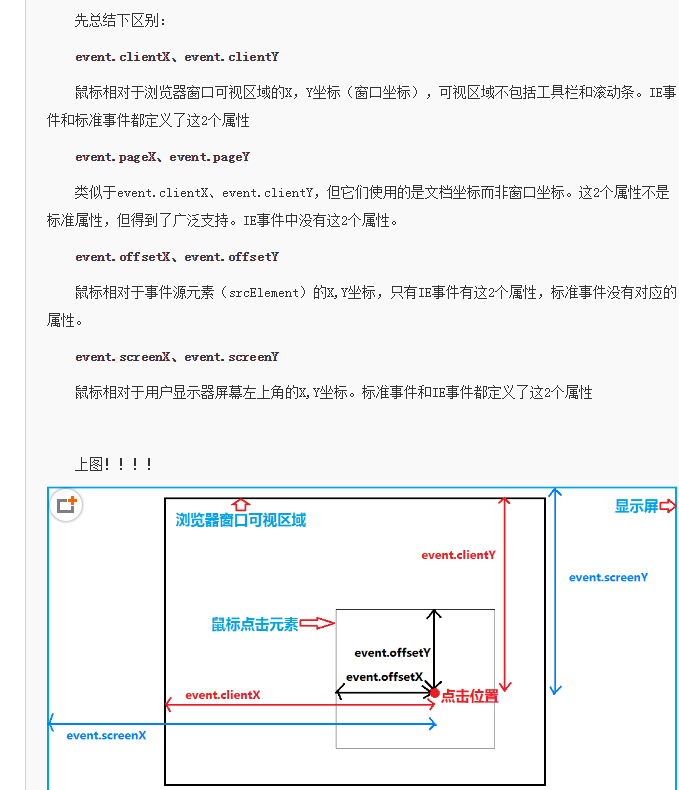 先总结下区别：
event.clientX、event.clientY
鼠标相对于浏览器窗口可视区域的X，Y坐标（窗口坐标），可视区域不包括工具栏和滚动条。IE事
件和标准事件都定义了这2个属性
event.pageX、event.pageY
类似于event.clientX、event.clientY，但它们使用的是文档坐标而非窗口坐标。这2个属性不是
标准属性，但得到了广泛支持。IE事件中没有这2个属性。
event.offsetX、event.offsetY
鼠标相对于事件源元素（srcElement）的X,Y坐标，只有IE事件有这2个属性，标准事件没有对应的
属性。
event.screenX、event.screenY
鼠标相对于用户显示器屏幕左上角的X,Y坐标。标准事件和IE事件都定义了这2个属性
上图！！！！
显示屏
浏览器窗口可视区域
event.clientY
event.screenY
鼠标点击元素
event.offsetY
event.offsetX
event.clientX
点击位置
event.screenX